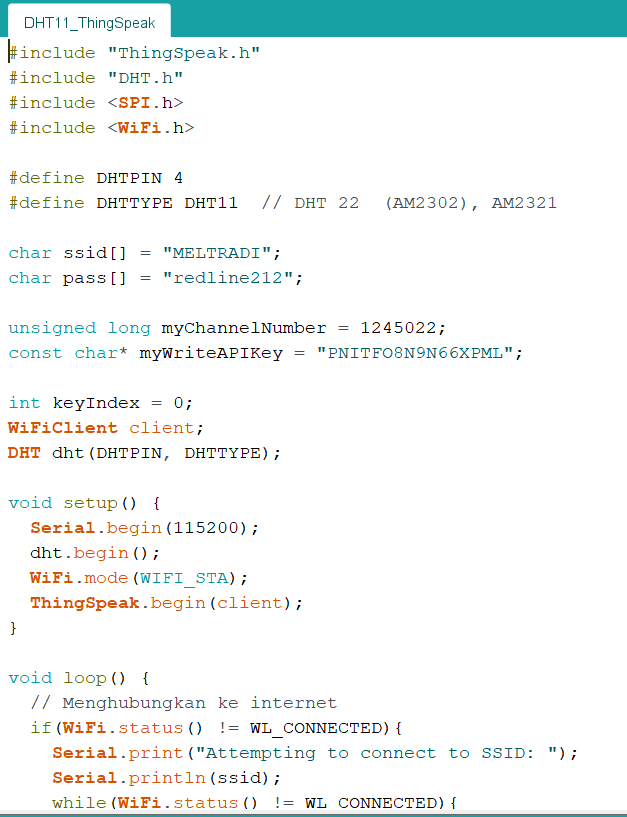 DHT11_ThingSpeak
#include "ThingSpeak.h"
#include "DHT.h"
#include <SPI.h>
#include <WiFi.h>
#define DHTPIN 4
#define DHTTYPE DHT11  // DHT 22  (AM2302), AM2321
char ssid[] = "MELTRADI";
char pass[] = "redline212";
unsigned long myChannelNumber = 1245022;
const char* myWriteAPIKey = "PNITFO8N9N66XPML";
int keyIndex = 0;
WiFiClient client;
DHT dht(DHTPIN, DHTTYPE);
void setup() {
  Serial.begin(115200);
  dht.begin();
  WiFi.mode(WIFI_STA);
  ThingSpeak.begin(client);
}
void loop() {
  // Menghubungkan ke internet
  if(WiFi.status() != WL_CONNECTED){
    Serial.print("Attempting to connect to SSID: ");
    Serial.println(ssid);
    while(WiFi.status() != WL_CONNECTED){